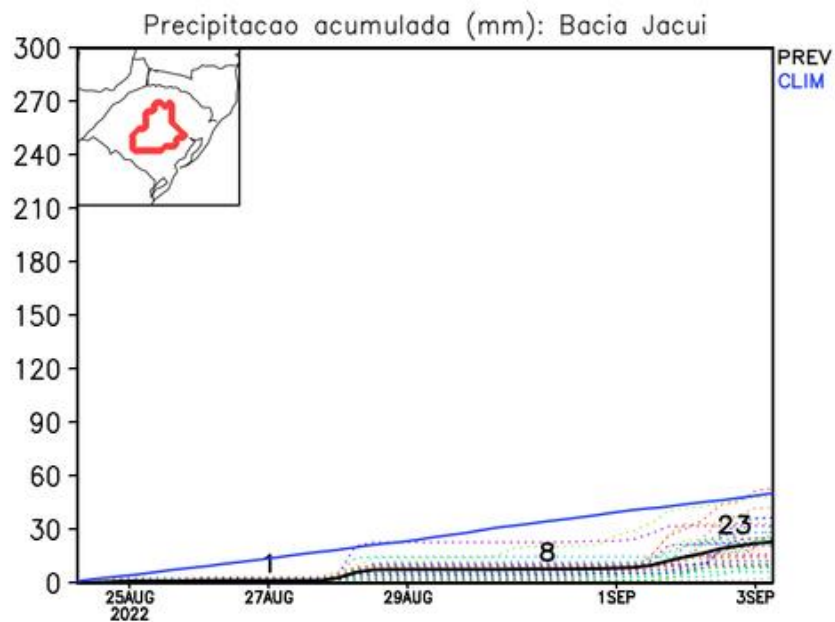 Precipitacao acumulada (mm): Bacia Jacui
PREV
CLIM
300
270
240
210
180
150
120
90
60
30
0
1
8
23
25AUG
2022
27AUG
29AUG
1SEP
3SEP